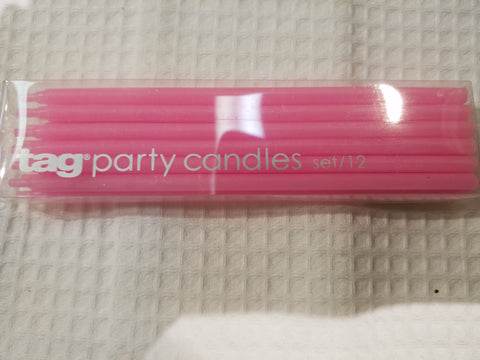 tag® party candles set/12